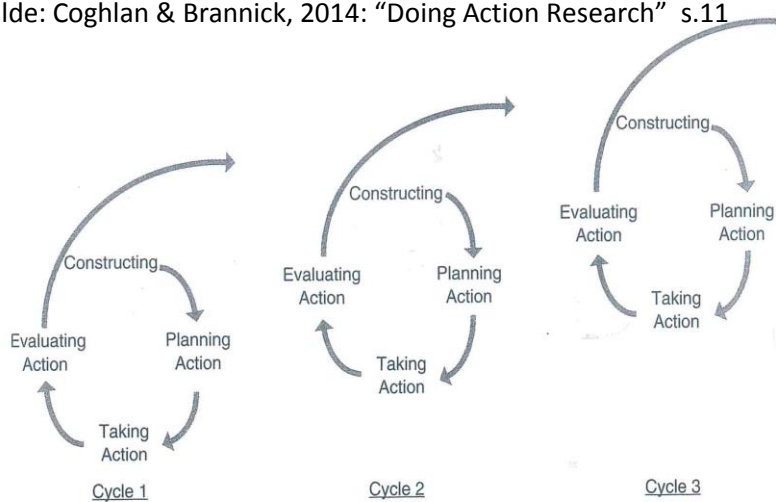 lde: Coghlan & Brannick, 2014: “Doing Action Research” s.11
Constructing
Planning
Action
Taking
Action
Evaluating
Action
Cycle 1
Constructing
Planning
Action
Taking
Action
Evaluating
Action
Cycle 2
Constructing
Planning
Action
Taking
Action
Evaluating
Action
Cycle 3